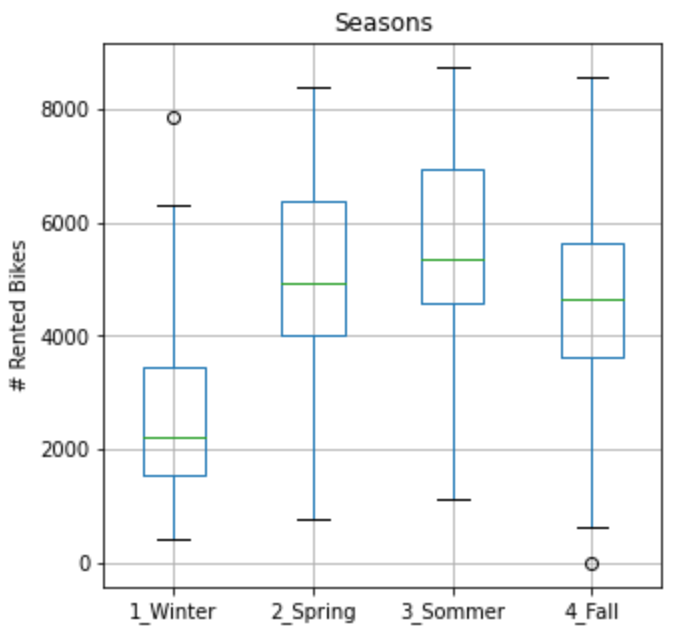 Seasons
# Rented Bikes
8000
6000
4000
2000
0
1_Winter
2_Spring
3_Sommer
4_Fall